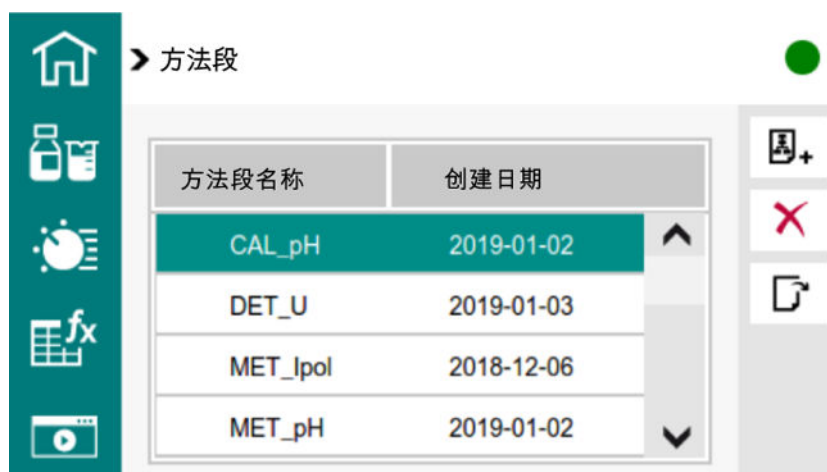 方法段
方法段名称 创建日期
CAL_pH 2019-01-02
DET_U 2019-01-03
MET_Ipol 2018-12-06
MET_pH 2019-01-02
fx